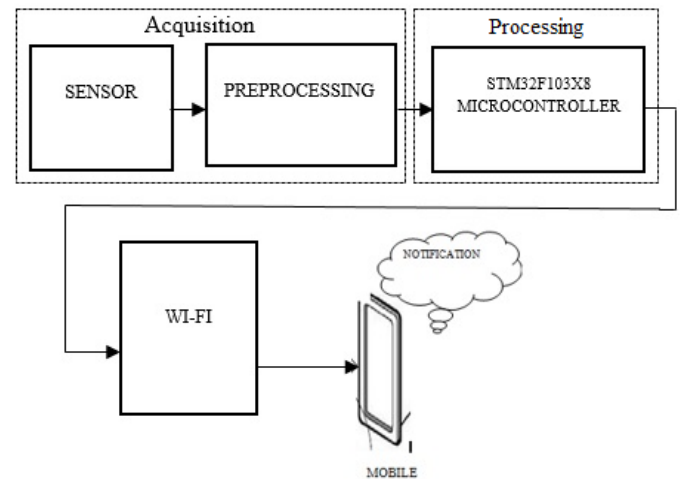 Acquisition
Processing
SENSOR
PREPROCESSING
STM32F103X8
MICROCONTROLLER
NOTIFICATION
WI-FI
MOBILE